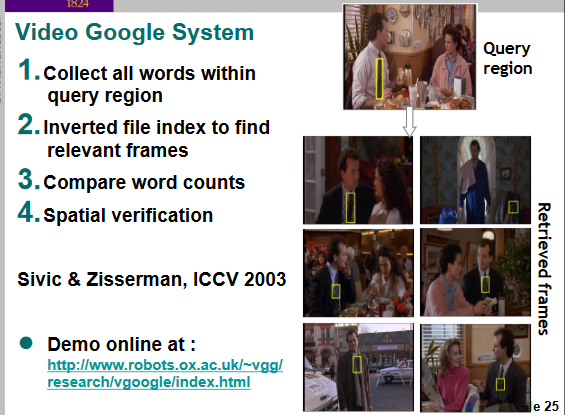 1824
Video Google System
1. Collect all words within
query region
2. Inverted file index to find
relevant frames
3. Compare word counts
4. Spatial verification
Sivic & Zisserman, ICCV 2003
● Demo online at :
http://www.robots.ox.ac.uk/~vgg/
research/vgoogle/index.html
Query
region
Retrieved frames
e 25